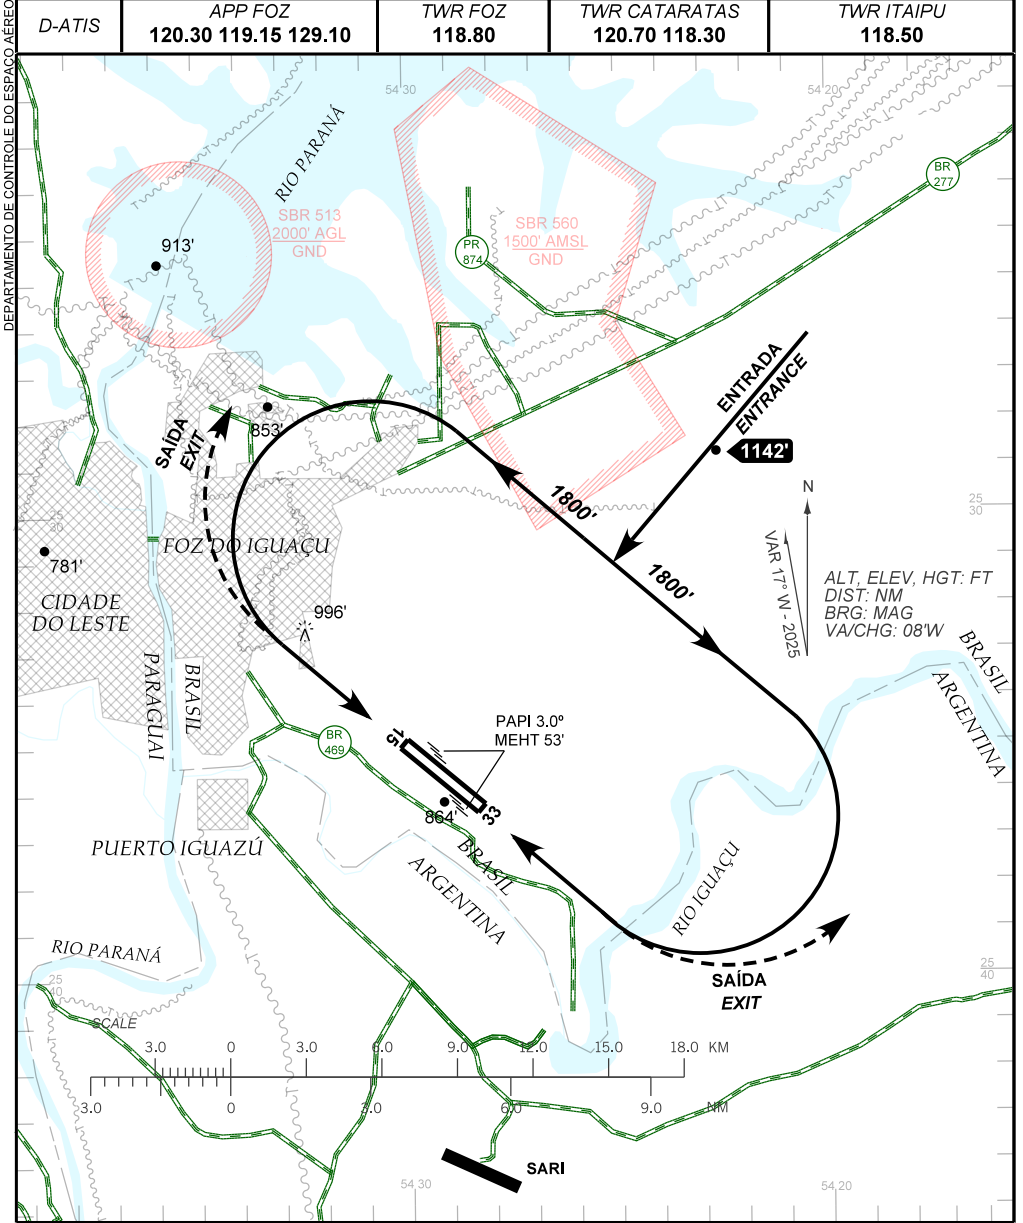 DEPARTAMENTO DE CONTROLE DO ESPAÇO AÉREO
D-ATIS
APP FOZ
120.30 119.15 129.10
TWR FOZ
118.80
TWR CATARATAS
120.70 118.30
TWR ITAIPU
118.50
54 30
54 20
RIO PARANÁ
BR
277
SBR 513
2000' AGL
GND
913'
SBR 560
1500' AMSL
GND
PR
874
ENTRADA
ENTRANCE
1142'
SAÍDA
EXIT
853'
1800'
1800'
N
VAR 17° W - 2025
25
30
25
30
ALT, ELEV, HGT: FT
DIST: NM
BRG: MAG
VA/CHG: 08'W
FOZ DO IGUAÇU
781'
CIDADE
DO LESTE
996'
BRASIL
PARAGUAI
BRASIL
ARGENTINA
BR
469
PAPI 3.0º
MEHT 53'
15
33
864'
PUERTO IGUAZÚ
BRASIL
ARGENTINA
RIO IGUAÇU
RIO PARANÁ
SAÍDA
EXIT
25
40
25
40
SCALE
3.0 0 3.0 6.0 9.0 12.0 15.0 18.0 KM
3.0 0 3.0 6.0 9.0 NM
SARI
54 30
54 20